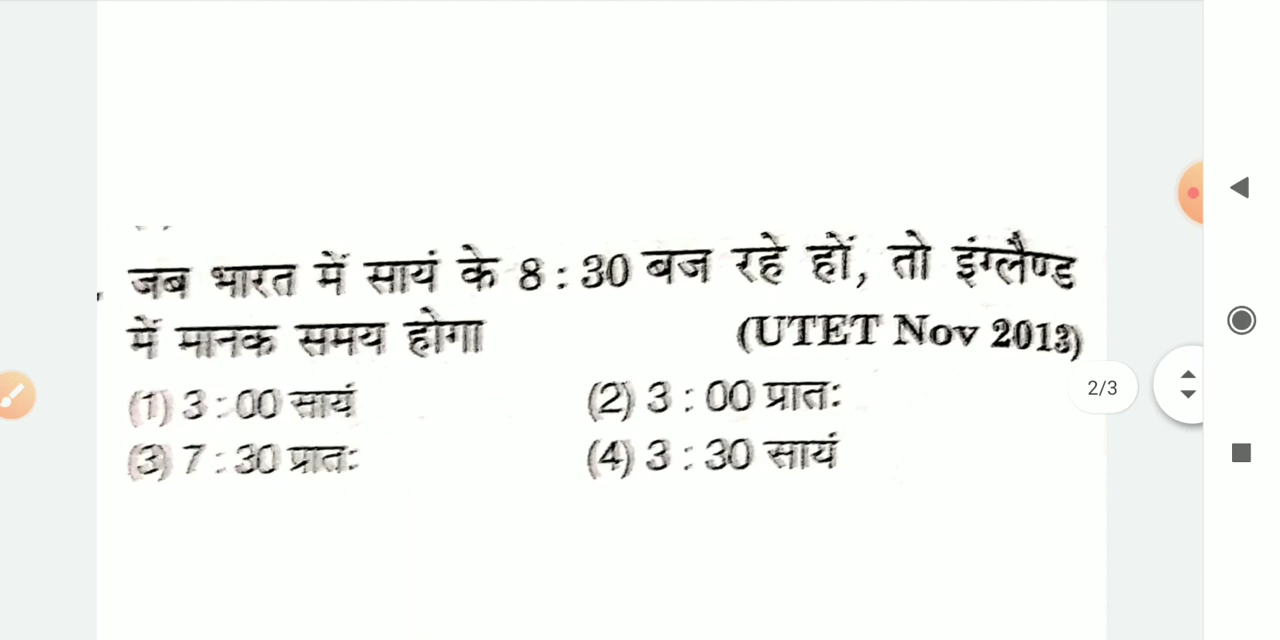 जब भारत में सायं के 8 : 30 बज रहे हों, तो इंग्लैण्ड
में मानक समय होगा (UTET Nov 2013)
(1) 3 : 00 सायं (2) 3 : 00 प्रातः
(3) 7 : 30 प्रातः (4) 3 : 30 सायं
2/3